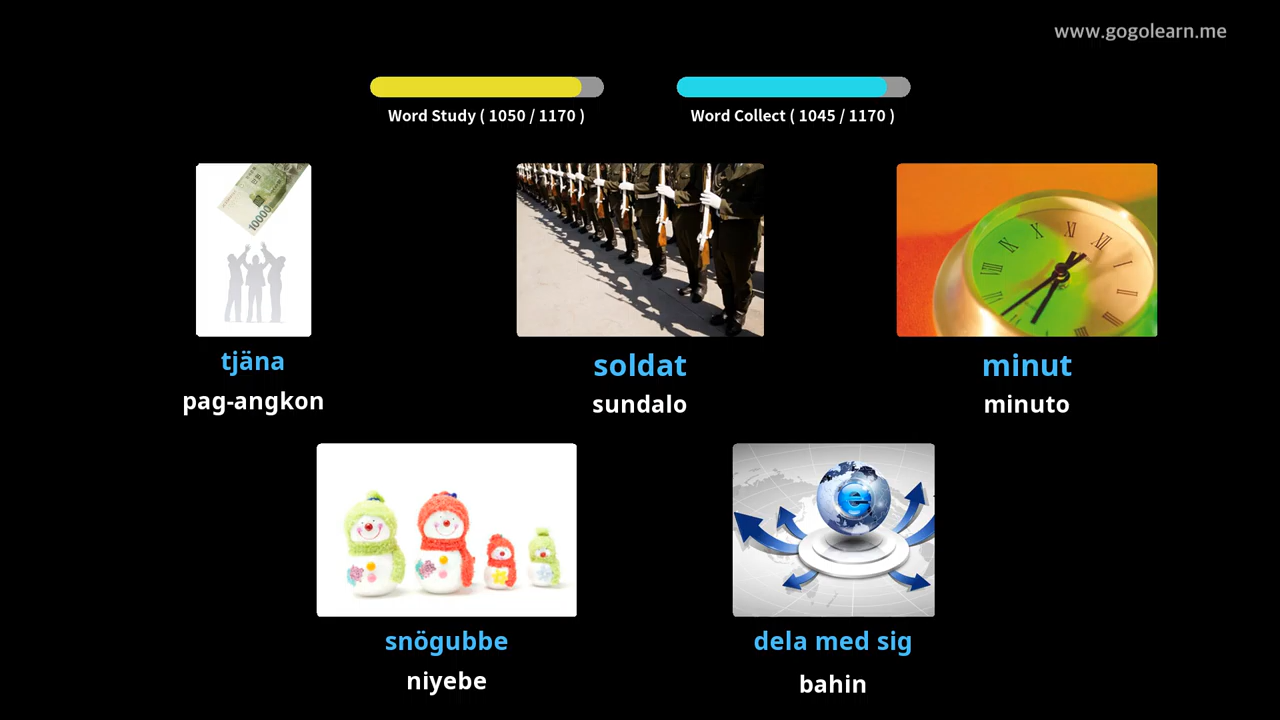 www.gogolearn.me
Word Study ( 1050 / 1170 )
Word Collect ( 1045 / 1170 )
10000
tjäna
pag-angkon
soldat
sundalo
minut
minuto
snögubbe
niyebe
dela med sig
bahin